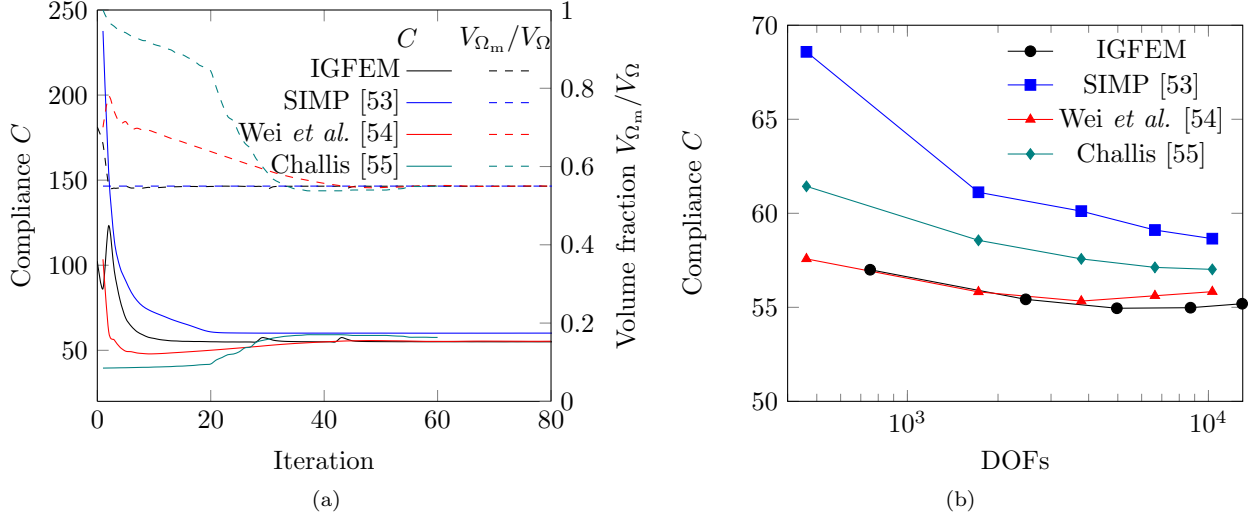 250
200
150
100
50
Compliance C
0
20
40
60
80
Iteration
1
0.8
0.6
0.4
0.2
0
Volume fraction VΩm/VΩ
C VΩm/VΩ
IGFEM
SIMP [53]
Wei et al. [54]
Challis [55]
(a)
70
65
60
55
50
Compliance C
10³
10⁴
DOFs
IGFEM
SIMP [53]
Wei et al. [54]
Challis [55]
(b)